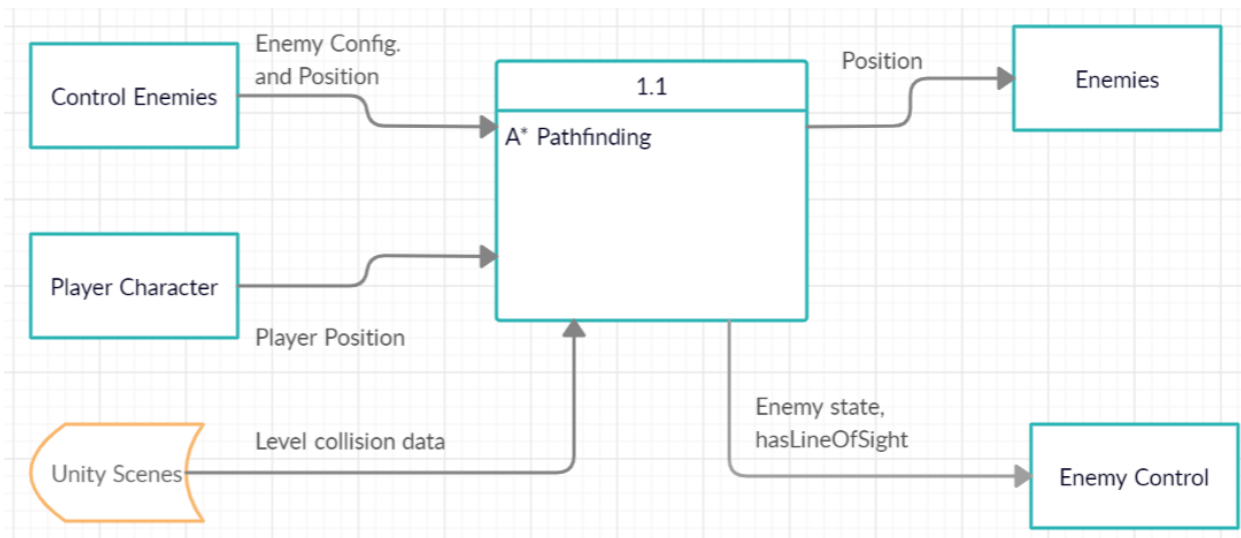 Enemy Config.
and Position
Control Enemies
1.1
A* Pathfinding
Position
Enemies
Player Character
Player Position
Level collision data
Unity Scenes
Enemy state,
hasLineOfSight
Enemy Control